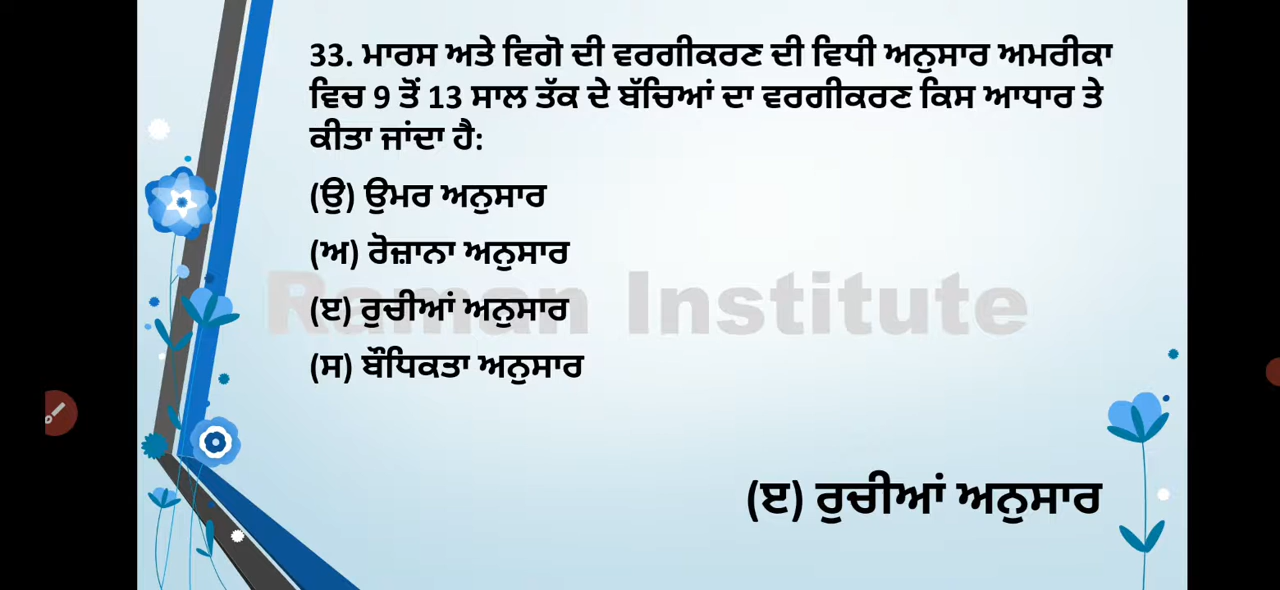 33. ਮਾਰਸ ਅਤੇ ਵਿਗੋ ਦੀ ਵਰਗੀਕਰਣ ਦੀ ਵਿਧੀ ਅਨੁਸਾਰ ਅਮਰੀਕਾ
ਵਿਚ 9 ਤੋਂ 13 ਸਾਲ ਤੱਕ ਦੇ ਬੱਚਿਆਂ ਦਾ ਵਰਗੀਕਰਣ ਕਿਸ ਆਧਾਰ ਤੇ
ਕੀਤਾ ਜਾਂਦਾ ਹੈ:
(ੳ) ਉਮਰ ਅਨੁਸਾਰ
(ਅ) ਰੋਜ਼ਾਨਾ ਅਨੁਸਾਰ
Raman Institute
(ੲ) ਰੁਚੀਆਂ ਅਨੁਸਾਰ
(ਸ) ਬੌਧਿਕਤਾ ਅਨੁਸਾਰ
(ੲ) ਰੁਚੀਆਂ ਅਨੁਸਾਰ